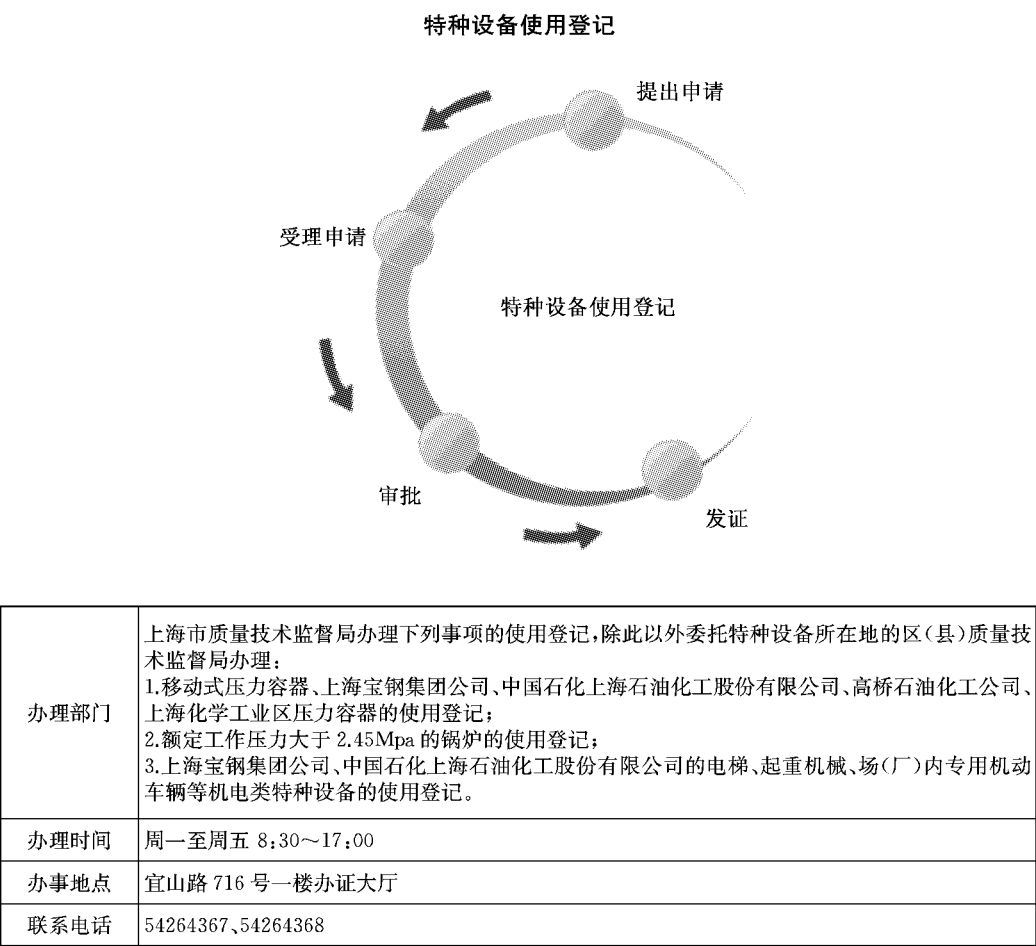 特种设备使用登记
提出申请
受理申请
特种设备使用登记
审批
发证
办理部门
上海市质量技术监督局办理下列事项的使用登记,除此以外委托特种设备所在地的区(县)质量技
术监督局办理;
1.移动式压力容器、上海宝钢集团公司、中国石化上海石油化工股份有限公司、高桥石油化工公司、
上海化学工业区压力容器的使用登记;
2.额定工作压力大于 2.45Mpa 的锅炉的使用登记;
3.上海宝钢集团公司、中国石化上海石油化工股份有限公司的电梯、起重机械、场(厂)内专用机动
车辆等机电类特种设备的使用登记。
办理时间
周一至周五 8:30～17:00
办事地点
宜山路 716 号一楼办证大厅
联系电话
54264367、54264368